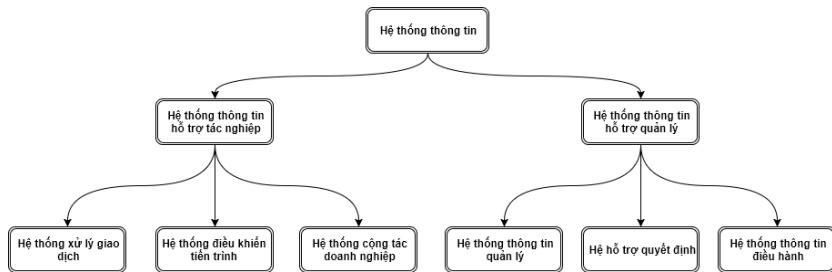 Hệ thống thông tin
Hệ thống thông tin
hỗ trợ tác nghiệp
Hệ thống thông tin
hỗ trợ quản lý
Hệ thống xử lý giao
dịch
Hệ thống điều khiển
tiến trình
Hệ thống cộng tác
doanh nghiệp
Hệ thống thông tin
quản lý
Hệ hỗ trợ quyết định
Hệ thống thông tin
điều hành